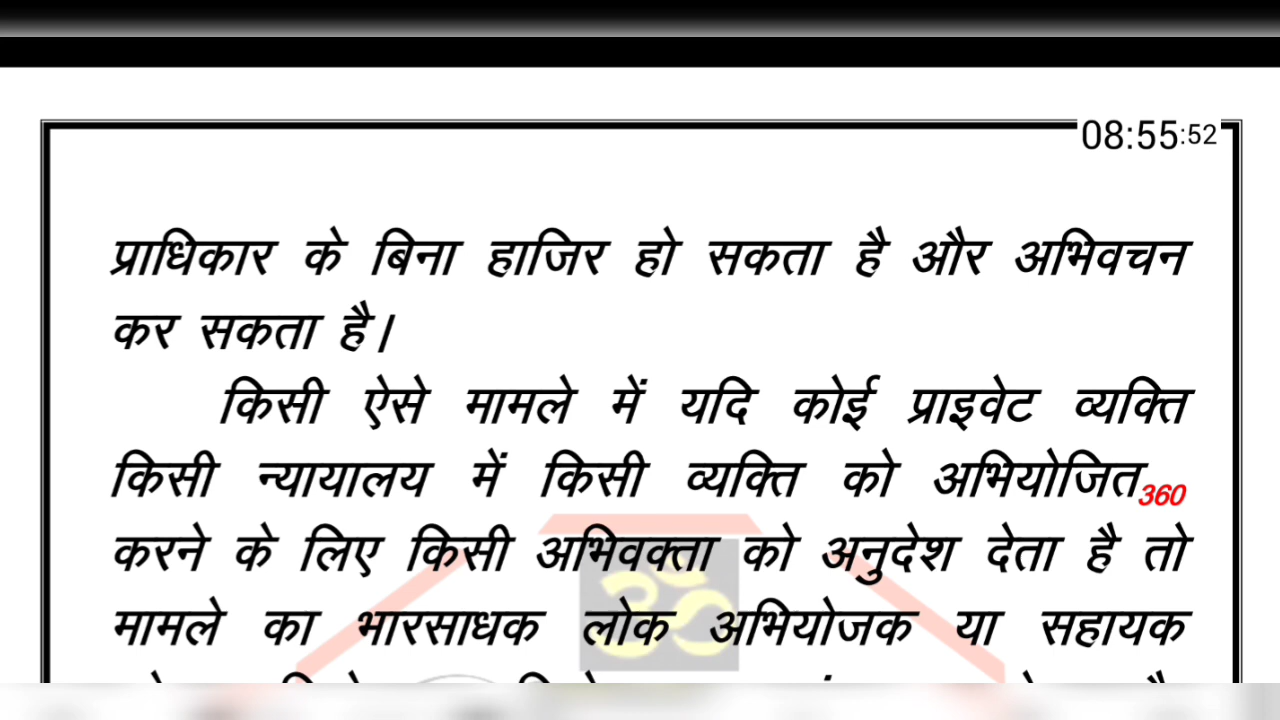 08:55:52
प्राधिकार के बिना हाजिर हो सकता है और अभिवचन
कर सकता है।
किसी ऐसे मामले में यदि कोई प्राइवेट व्यक्ति
किसी न्यायालय में किसी व्यक्ति को अभियोजित360
करने के लिए किसी अभिवक्ता को अनुदेश देता है तो
मामले का भारसाधक लोक अभियोजक या सहायक
ॐ